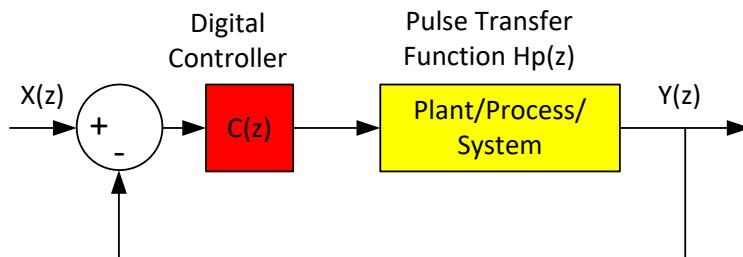 Digital
Controller
Pulse Transfer
Function Hp(z)
X(z)
+
-
C(z)
Plant/Process/
System
Y(z)